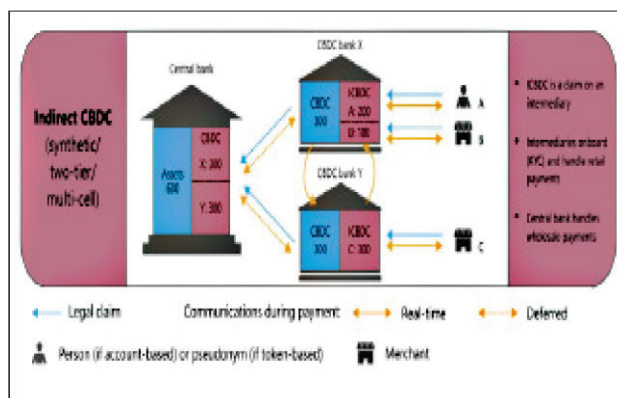 Indirect CBDC
(synthetic/
two-tier/
multi-cell)
Central bank
Assets
600
CBDC
X: 300
Y: 300
CBDC bank X
CBDC
300
ICBDC
A: 200
B: 100
CBDC bank Y
CBDC
300
ICBDC
C: 300
A
B
C
ICBDC is a claim on an
intermediary
Intermediaries onboard
(KYC) and handle retail
payments
Central bank handles
wholesale payments
Legal claim
Communications during payment:
Real-time
Deferred
Person (if account-based) or pseudonym (if token-based)
Merchant